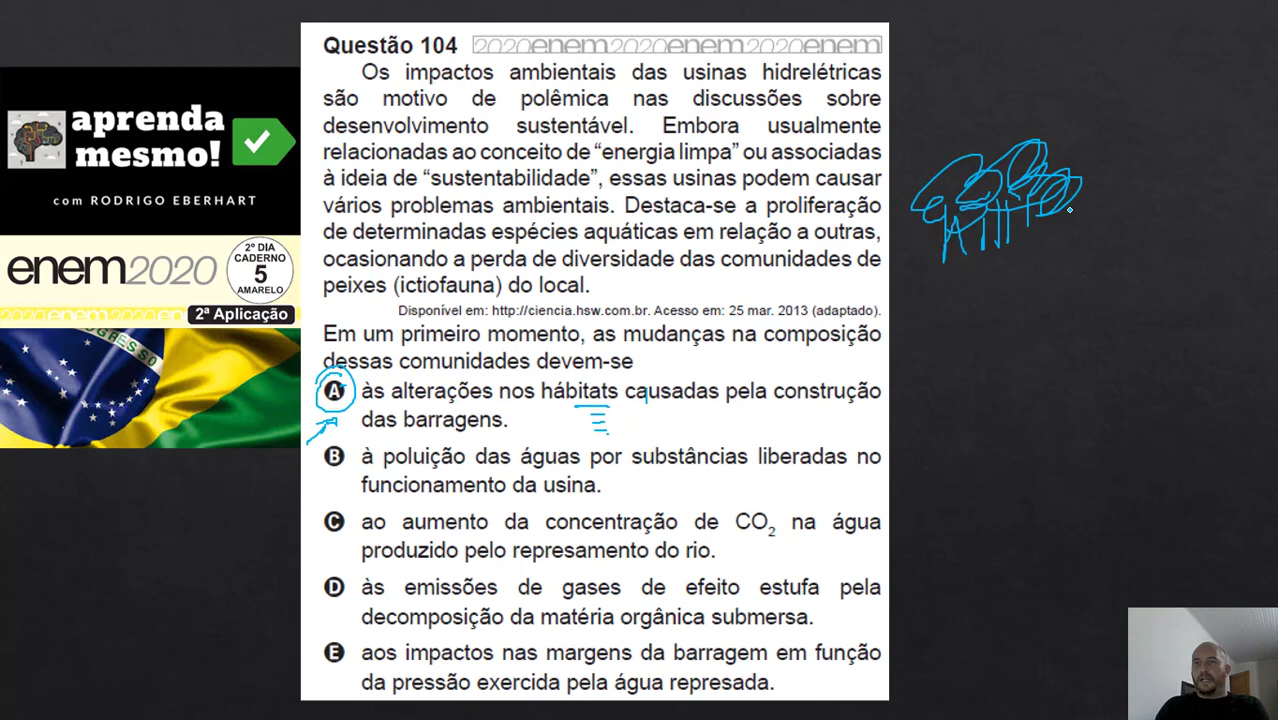 Questão 104
2020enem2020enem2020enem
Os impactos ambientais das usinas hidrelétricas
são motivo de polêmica nas discussões sobre
desenvolvimento sustentável. Embora usualmente
relacionadas ao conceito de “energia limpa” ou associadas
à ideia de “sustentabilidade”, essas usinas podem causar
vários problemas ambientais. Destaca-se a proliferação
de determinadas espécies aquáticas em relação a outras,
ocasionando a perda de diversidade das comunidades de
peixes (ictiofauna) do local.
Disponível em: http://ciencia.hsw.com.br. Acesso em: 25 mar. 2013 (adaptado).
Em um primeiro momento, as mudanças na composição
dessas comunidades devem-se
A às alterações nos hábitats causadas pela construção
das barragens.
B à poluição das águas por substâncias liberadas no
funcionamento da usina.
C ao aumento da concentração de CO2 na água
produzido pelo represamento do rio.
D às emissões de gases de efeito estufa pela
decomposição da matéria orgânica submersa.
E aos impactos nas margens da barragem em função
da pressão exercida pela água represada.
aprenda
mesmo!
com RODRIGO EBERHART
enem2020
2º DIA
CADERNO
5
AMARELO
2ª Aplicação